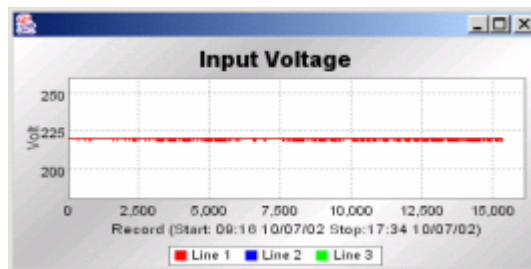 Input Voltage
250
225
200
Volt
0 2,500 5,000 7,500 10,000 12,500 15,000
Record (Start: 09:16 10/07/02 Stop:17:34 10/07/02)
Line 1 Line 2 Line 3